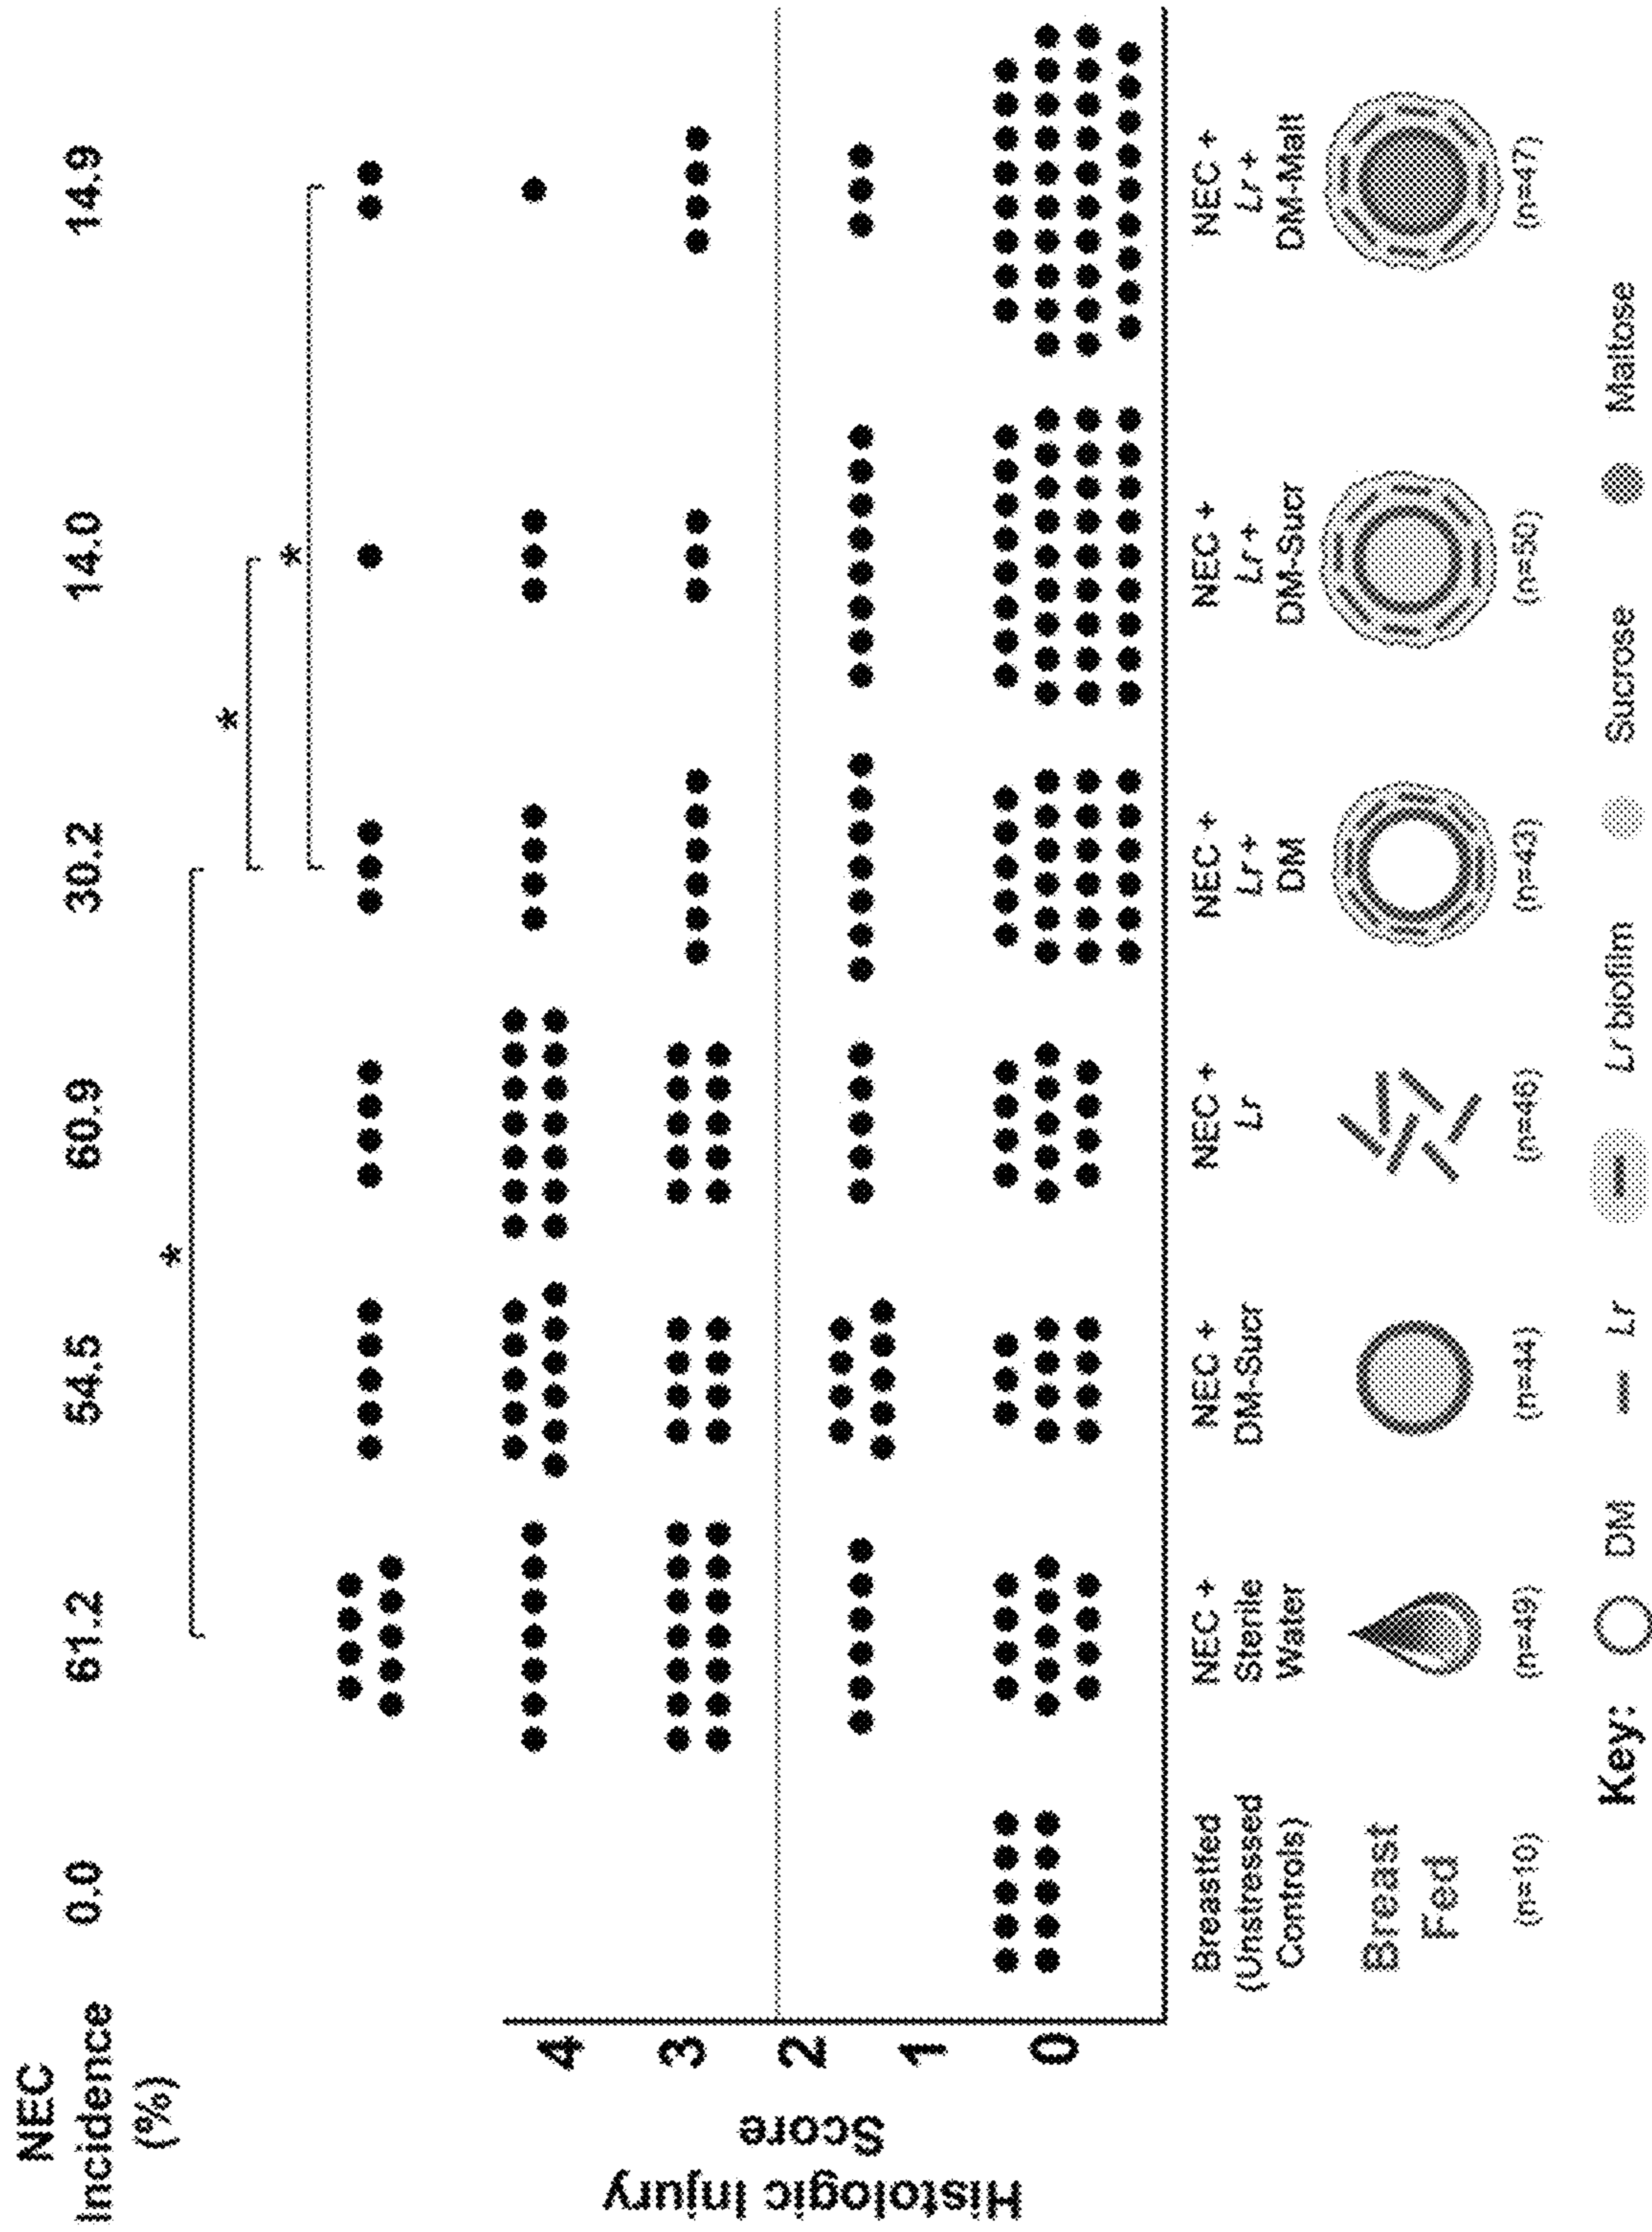 NEC
Incidence
(%)
0.0 61.2 54.5 60.9 30.2 14.0 14.9
*
*
*
Histologic Injury
Score
4
3
2
1
0
Breastfed
(Unstressed
Controls)
NEC +
Sterile
Water
NEC +
DM-Sucr
NEC +
Lr
NEC +
Lr +
DM
NEC +
Lr +
DM-Sucr
NEC +
Lr +
DM-Malt
Breast
Fed
(n=10) (n=49) (n=44) (n=46) (n=43) (n=50) (n=47)
Key: DM Lr Lr biofilm Sucrose Maltose